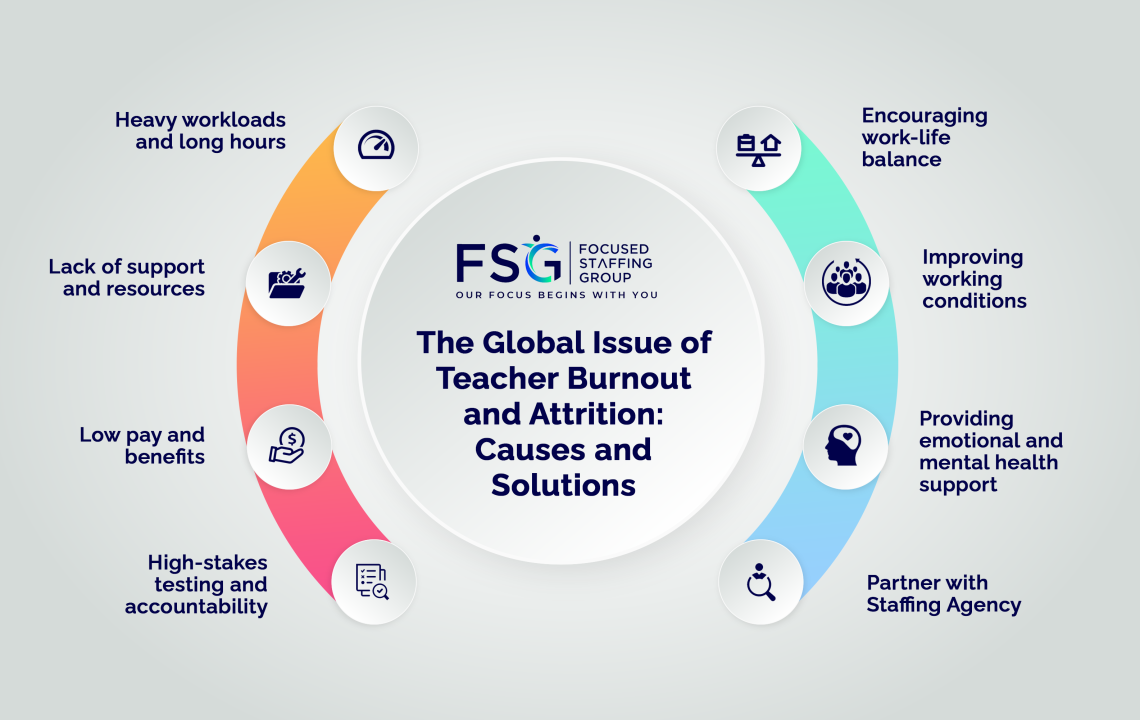 FSG
FOCUSED
STAFFING
GROUP
OUR FOCUS BEGINS WITH YOU
The Global Issue of
Teacher Burnout
and Attrition:
Causes and
Solutions
Heavy workloads
and long hours
Lack of support
and resources
Low pay and
benefits
$
High-stakes
testing and
accountability
Encouraging
work-life
balance
Improving
working
conditions
Providing
emotional and
mental health
support
Partner with
Staffing Agency